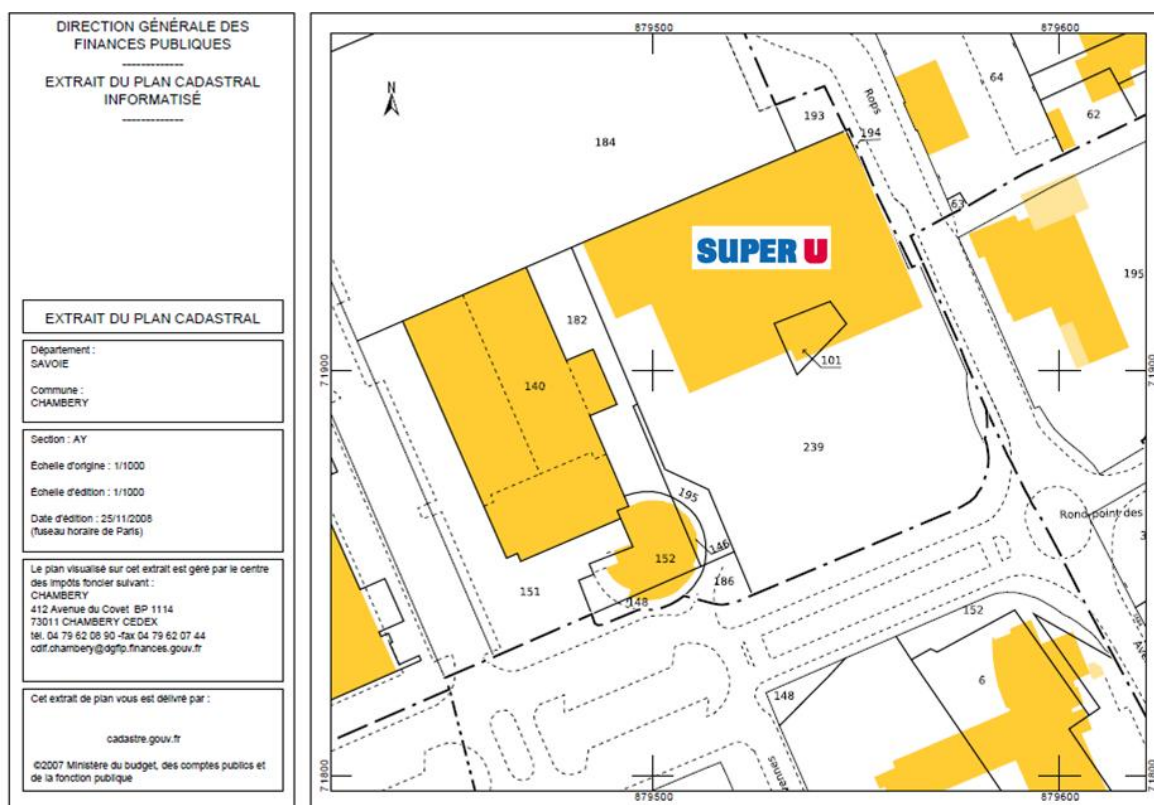 DIRECTION GÉNÉRALE DES
FINANCES PUBLIQUES
-------------
EXTRAIT DU PLAN CADASTRAL
INFORMATISÉ
-------------
EXTRAIT DU PLAN CADASTRAL
Département :
SAVOIE
Commune :
CHAMBERY
Section : AY
Échelle d'origine : 1/1000
Échelle d'édition : 1/1000
Date d'édition : 25/11/2008
(fuseau horaire de Paris)
Le plan visualisé sur cet extrait est géré par le centre
des impôts foncier suivant :
CHAMBERY
412 Avenue du Covet BP 1114
73011 CHAMBERY CEDEX
tél. 04 79 62 08 90 -fax 04 79 62 07 44
cdif.chambery@dgfip.finances.gouv.fr
Cet extrait de plan vous est délivré par :
cadastre.gouv.fr
©2007 Ministère du budget, des comptes publics et
de la fonction publique
879500
879600
N
184
193
Rops
194
64
62
63
SUPER U
195
182
71900
140
101
71900
239
195
Rond-point des
152
146
186
151
148
152
6
148
Ave
vennes
71800
71800
879500
879600